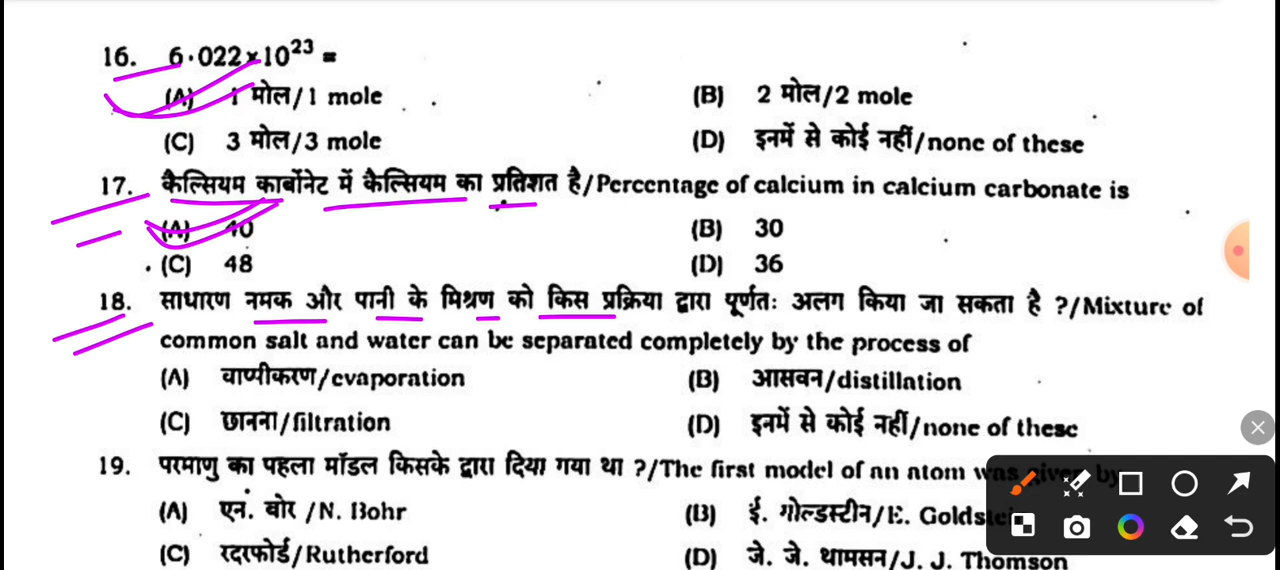 16. 6·022×10²³ =
(A) 1 मोल/1 mole (B) 2 मोल/2 mole
(C) 3 मोल/3 mole (D) इनमें से कोई नहीं/none of these
17. कैल्सियम कार्बोनेट में कैल्सियम का प्रतिशत है/Percentage of calcium in calcium carbonate is
(A) 40 (B) 30
(C) 48 (D) 36
18. साधारण नमक और पानी के मिश्रण को किस प्रक्रिया द्वारा पूर्णतः अलग किया जा सकता है ?/Mixture of
common salt and water can be separated completely by the process of
(A) वाष्पीकरण/evaporation (B) आसवन/distillation
(C) छानना/filtration (D) इनमें से कोई नहीं/none of these
19. परमाणु का पहला मॉडल किसके द्वारा दिया गया था ?/The first model of an atom was given by
(A) एन. बोर /N. Bohr (B) ई. गोल्डस्टीन/E.
(C) रदरफोर्ड/Rutherford (D) जे. जे. थामसन/J. J. Thomson